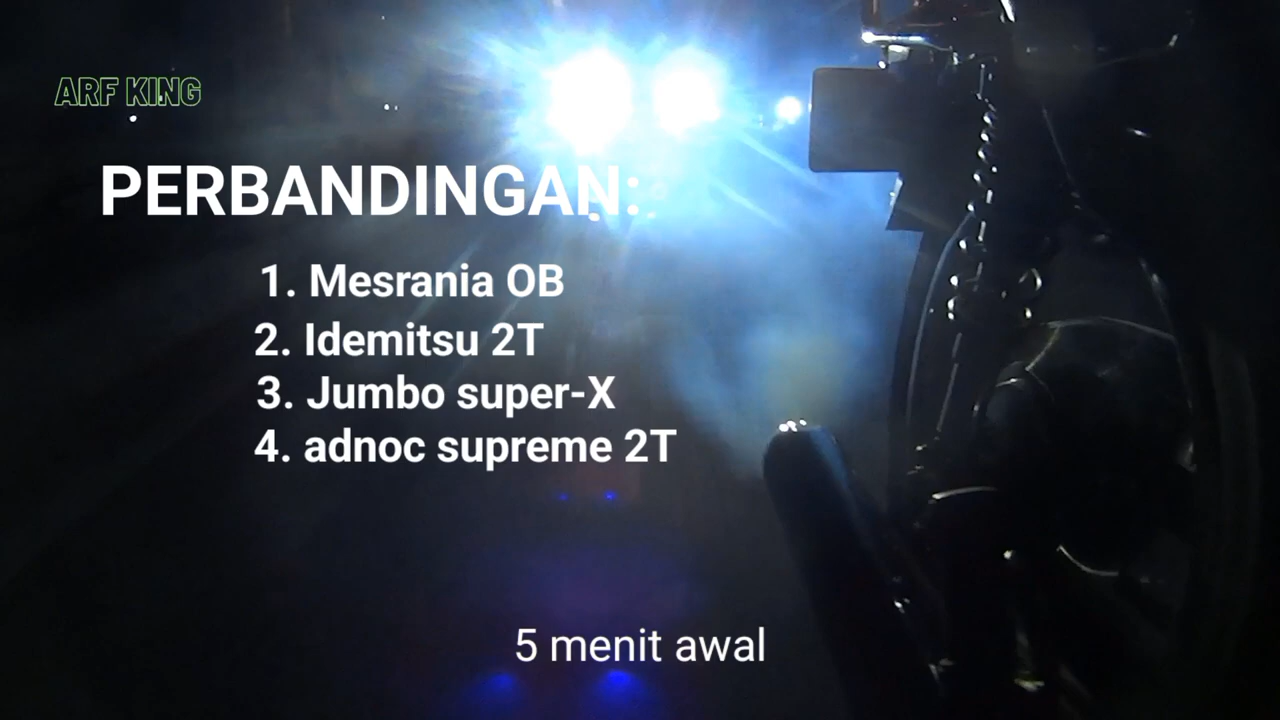 ARF KING
PERBANDINGAN:
1. Mesrania OB
2. Idemitsu 2T
3. Jumbo super-X
4. adnoc supreme 2T
5 menit awal